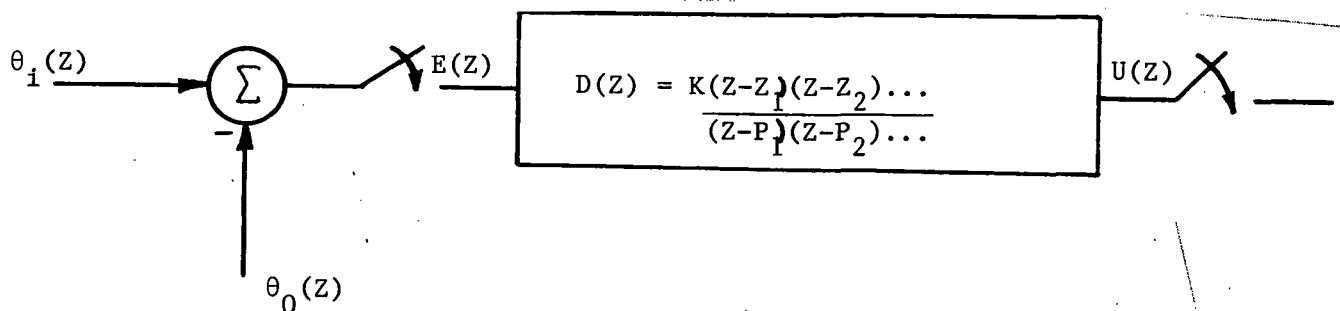 θi(Z)
Σ
−
E(Z)
D(Z) = K(Z-Z1)(Z-Z2)...
(Z-P1)(Z-P2)...
U(Z)
θ0(Z)